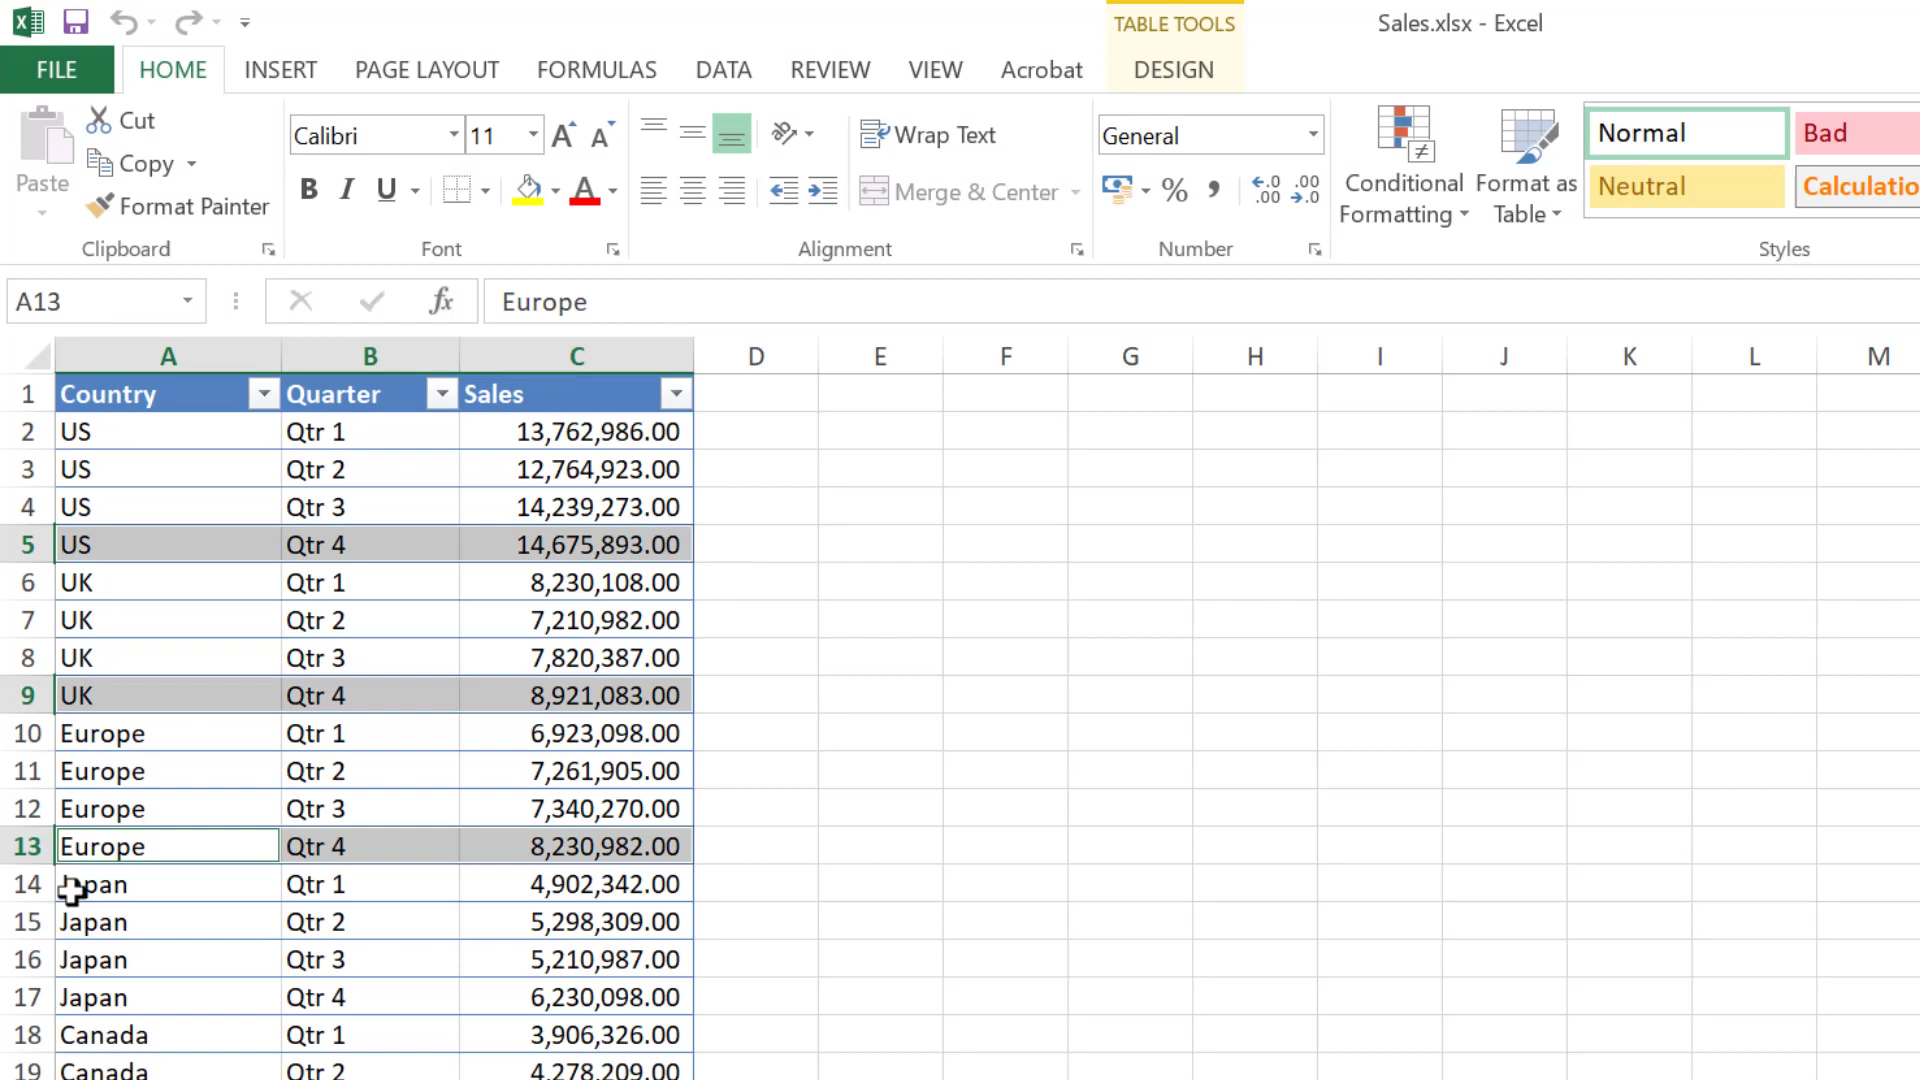 TABLE TOOLS
Sales.xlsx - Excel
FILE HOME INSERT PAGE LAYOUT FORMULAS DATA REVIEW VIEW Acrobat DESIGN
Paste
Cut
Copy
Format Painter
Clipboard
Calibri 11
B I U
Font
Wrap Text
Merge & Center
Alignment
General
% ,
Number
Conditional Formatting
Format as Table
Normal Bad
Neutral Calculatio
Styles
A13 fx Europe
A B C D E F G H I J K L M
1 Country Quarter Sales
2 US Qtr 1 13,762,986.00
3 US Qtr 2 12,764,923.00
4 US Qtr 3 14,239,273.00
5 US Qtr 4 14,675,893.00
6 UK Qtr 1 8,230,108.00
7 UK Qtr 2 7,210,982.00
8 UK Qtr 3 7,820,387.00
9 UK Qtr 4 8,921,083.00
10 Europe Qtr 1 6,923,098.00
11 Europe Qtr 2 7,261,905.00
12 Europe Qtr 3 7,340,270.00
13 Europe Qtr 4 8,230,982.00
14 Japan Qtr 1 4,902,342.00
15 Japan Qtr 2 5,298,309.00
16 Japan Qtr 3 5,210,987.00
17 Japan Qtr 4 6,230,098.00
18 Canada Qtr 1 3,906,326.00
19 Canada Qtr 2 4,278,209.00